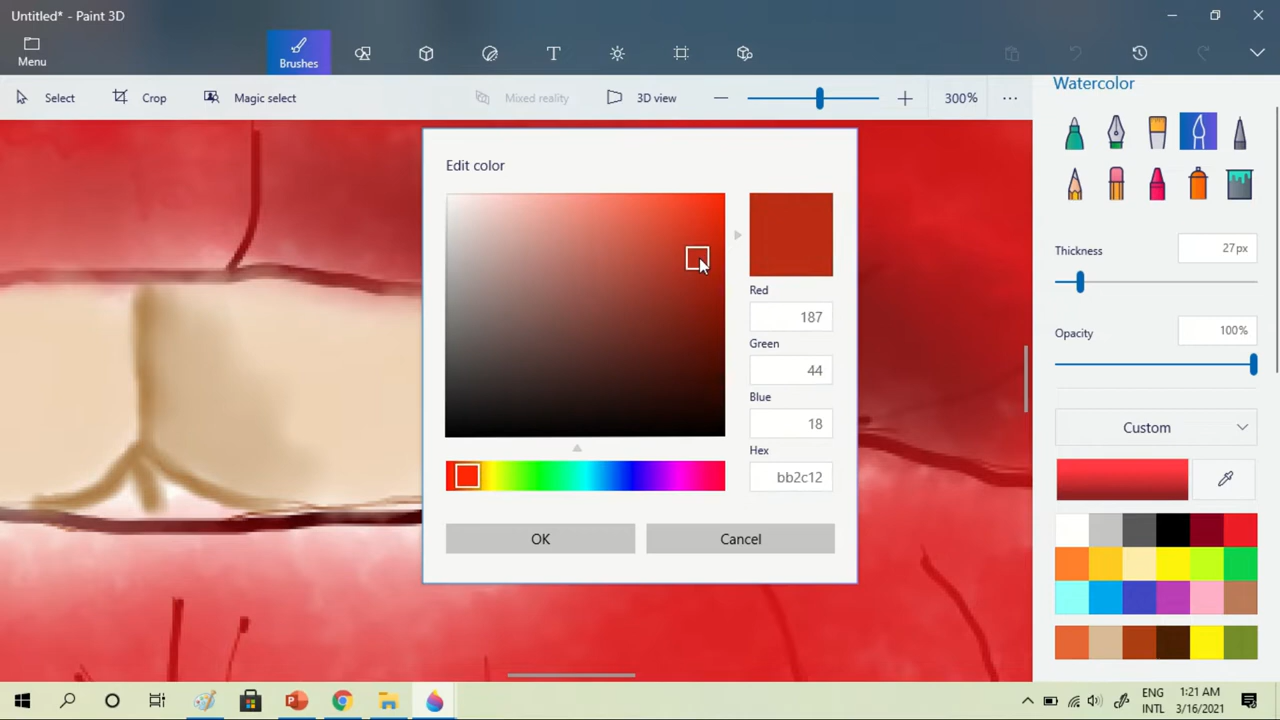 Untitled* - Paint 3D
Menu
Brushes
Select
Crop
Magic select
Mixed reality
3D view
300%
Watercolor
Thickness
27px
Opacity
100%
Custom
Edit color
Red
187
Green
44
Blue
18
Hex
bb2c12
OK
Cancel
ENG
INTL
1:21 AM
3/16/2021